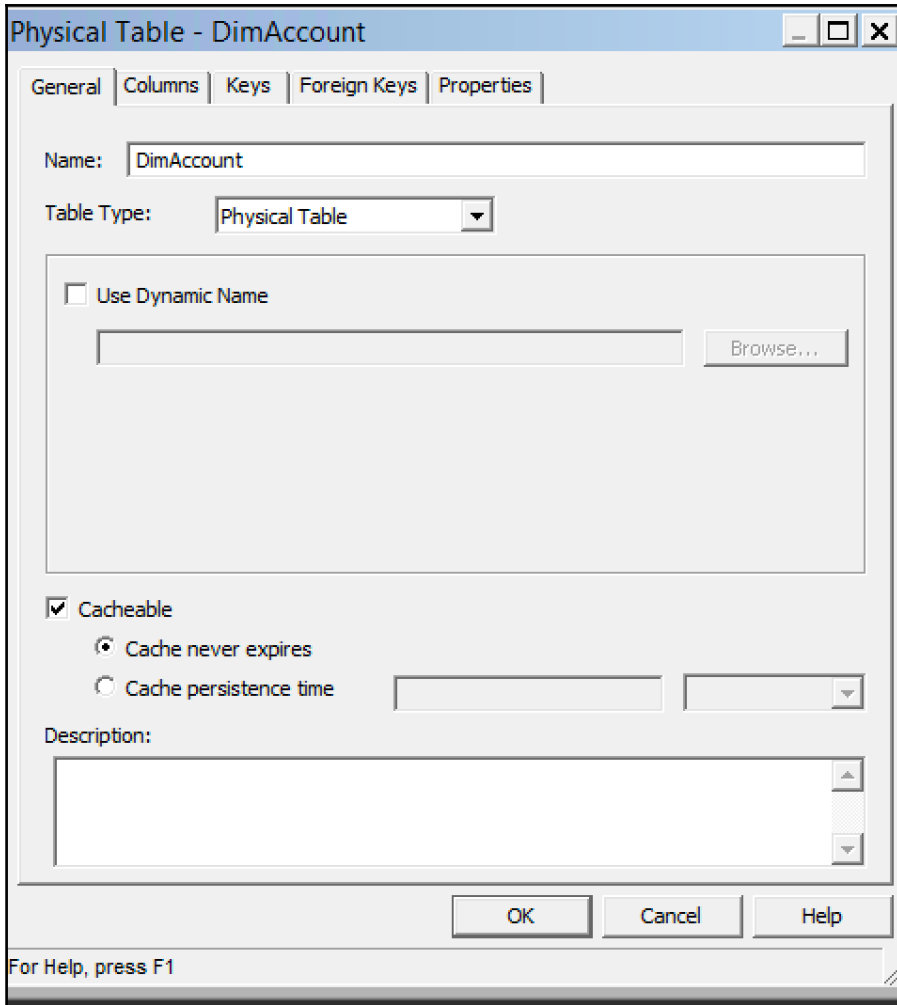 Physical Table - DimAccount
General Columns Keys Foreign Keys Properties
Name: DimAccount
Table Type: Physical Table
Use Dynamic Name
Browse...
Cacheable
Cache never expires
Cache persistence time
Description:
OK Cancel Help
For Help, press F1